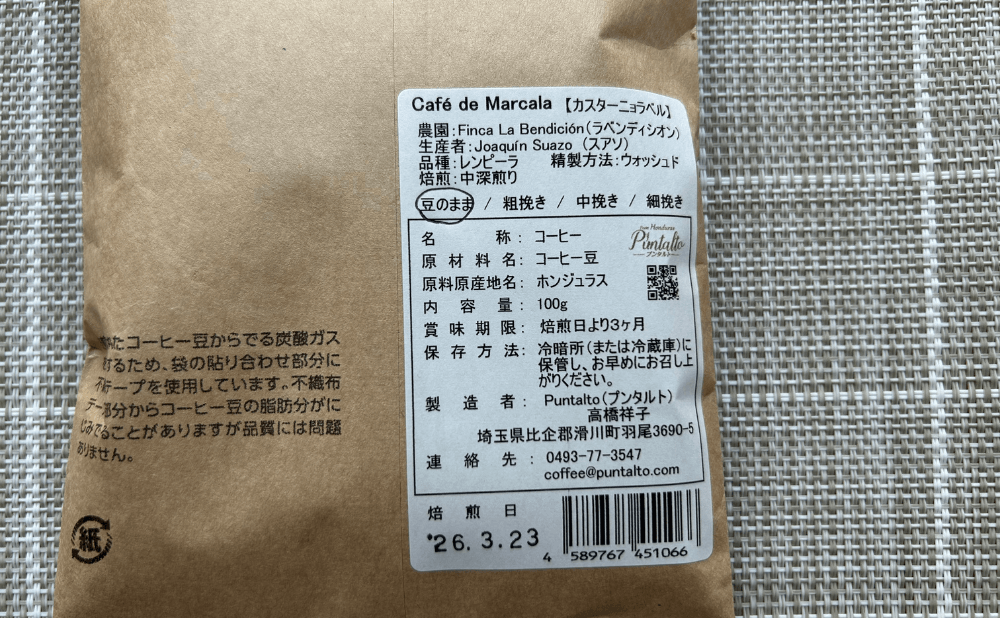 Café de Marcala 【カスターニョラベル】
農園:Finca La Bendición(ラベンディシオン)
生産者:Joaquín Suazo (スアソ)
品種:レンピーラ 精製方法:ウォッシュド
焙煎:中深煎り
豆のまま / 粗挽き / 中挽き / 細挽き
名称: コーヒー
原材料名: コーヒー豆
原料原産地名: ホンジュラス
内容量: 100g
賞味期限: 焙煎日より3ヶ月
保存方法: 冷暗所(または冷蔵庫)に
保管し、お早めにお召し上
がりください。
製造者: Puntalto(プンタルト)
高橋祥子
埼玉県比企郡滑川町羽尾3690-5
連絡先: 0493-77-3547
coffee@puntalto.com
from Honduras
Puntalto
プンタルト
焙煎日
'26.3.23
4 589767 451066
たコーヒー豆からでる炭酸ガス
するため、袋の貼り合わせ部分に
布テープを使用しています。不織布
テー部分からコーヒー豆の脂肪分がに
じみでることがありますが品質には問題
ありません。
紙